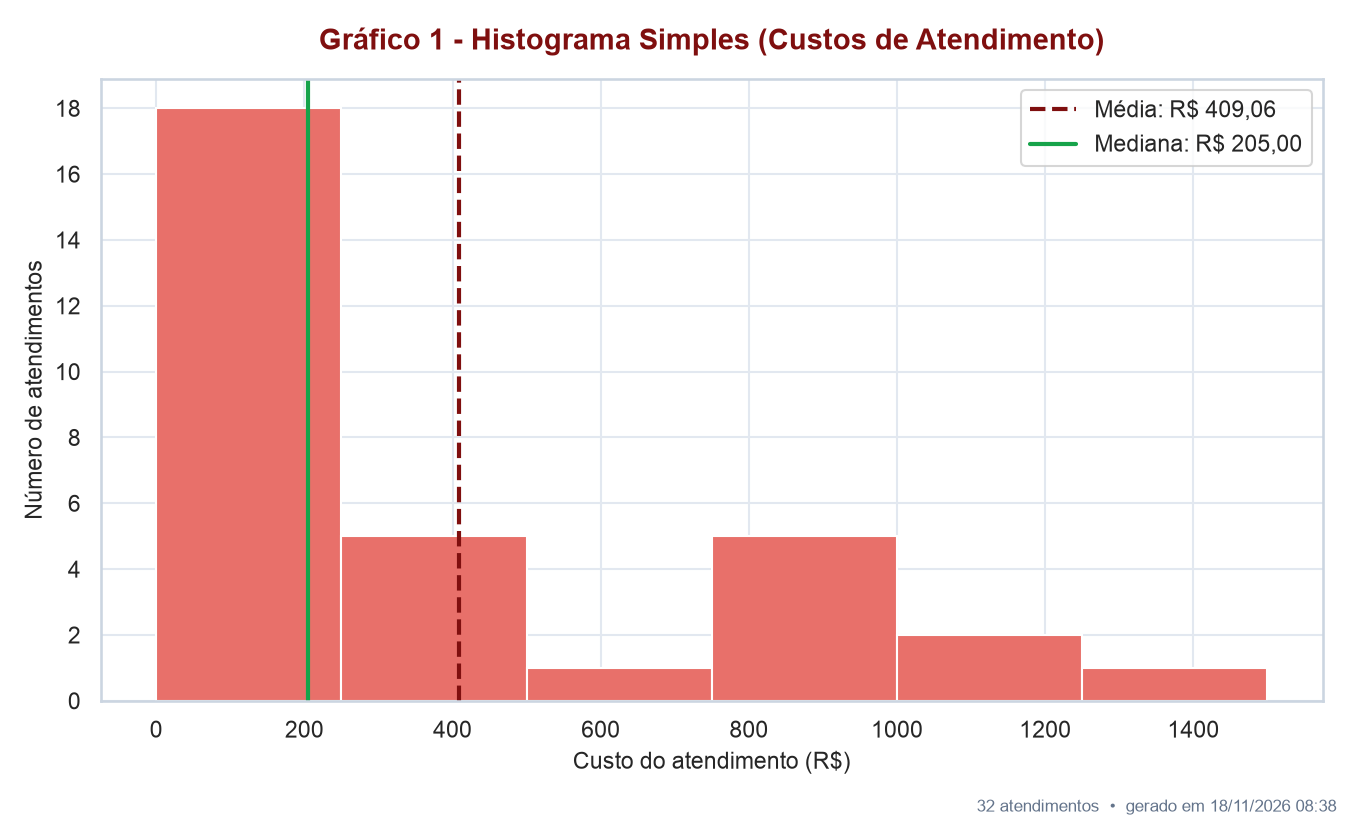 Gráfico 1 - Histograma Simples (Custos de Atendimento)
Média: R$ 409,06
Mediana: R$ 205,00
Número de atendimentos
18
16
14
12
10
8
6
4
2
0
0 200 400 600 800 1000 1200 1400
Custo do atendimento (R$)
32 atendimentos • gerado em 18/11/2026 08:38